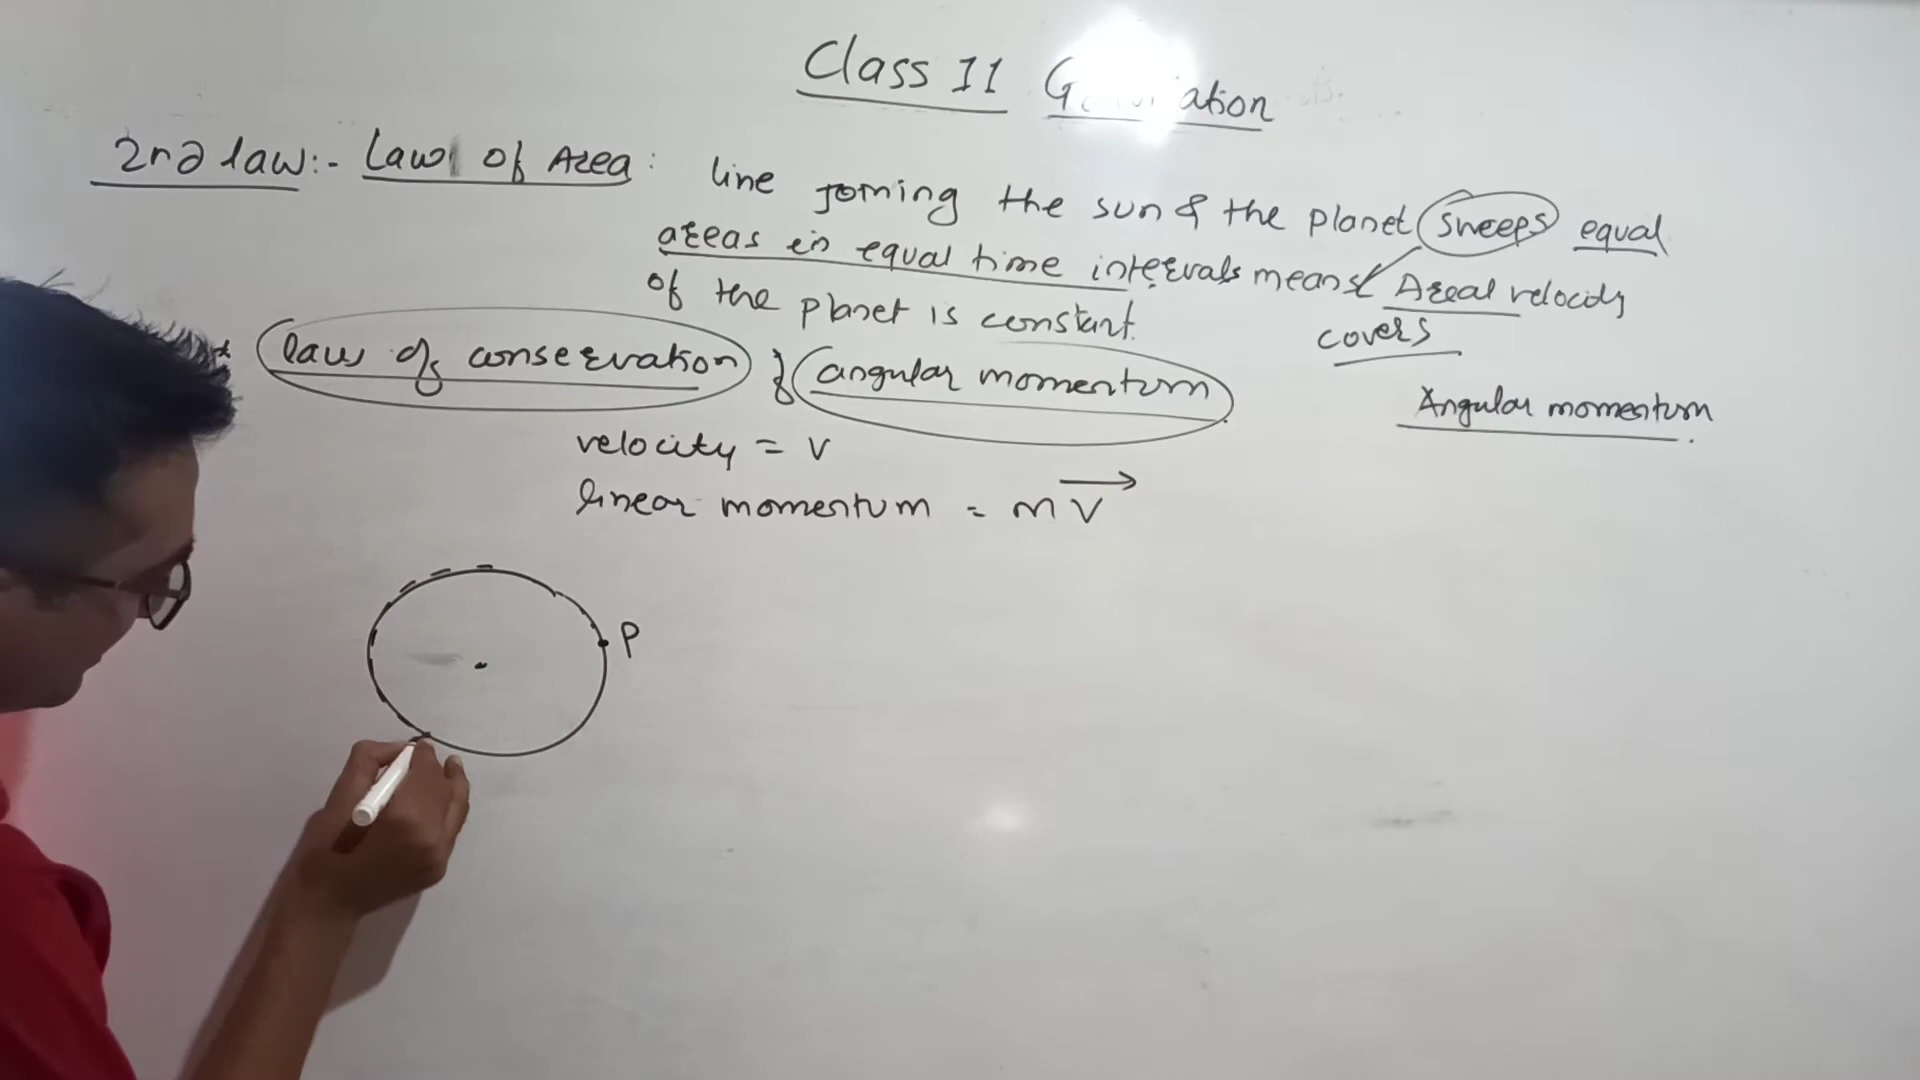 Class 11 Gravitation
2nd law:- Law of Area: line joining the sun & the planet sweeps equal
areas in equal time intervals means Areal velocity
of the planet is constant.
covers
* law of conservation of angular momentum
Angular momentum
velocity = v
linear momentum = mv
P